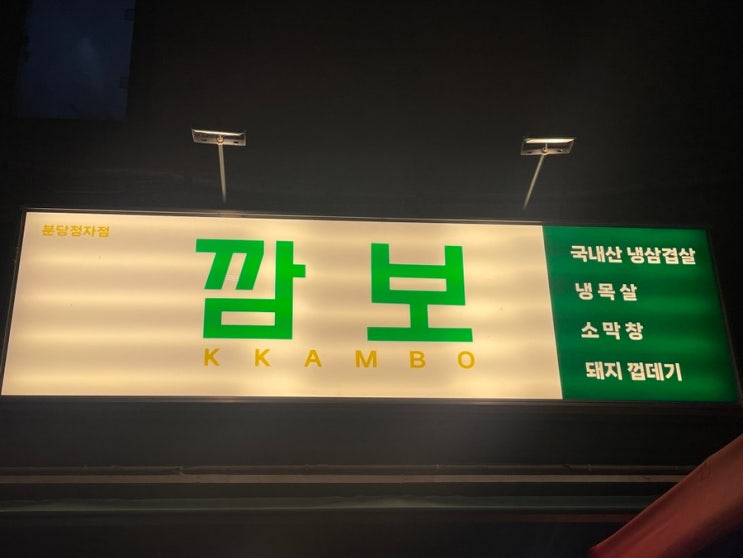 분당정자점
깜보
KKAMBO
국내산 냉삼겹살
냉목살
소막창
돼지 껍데기